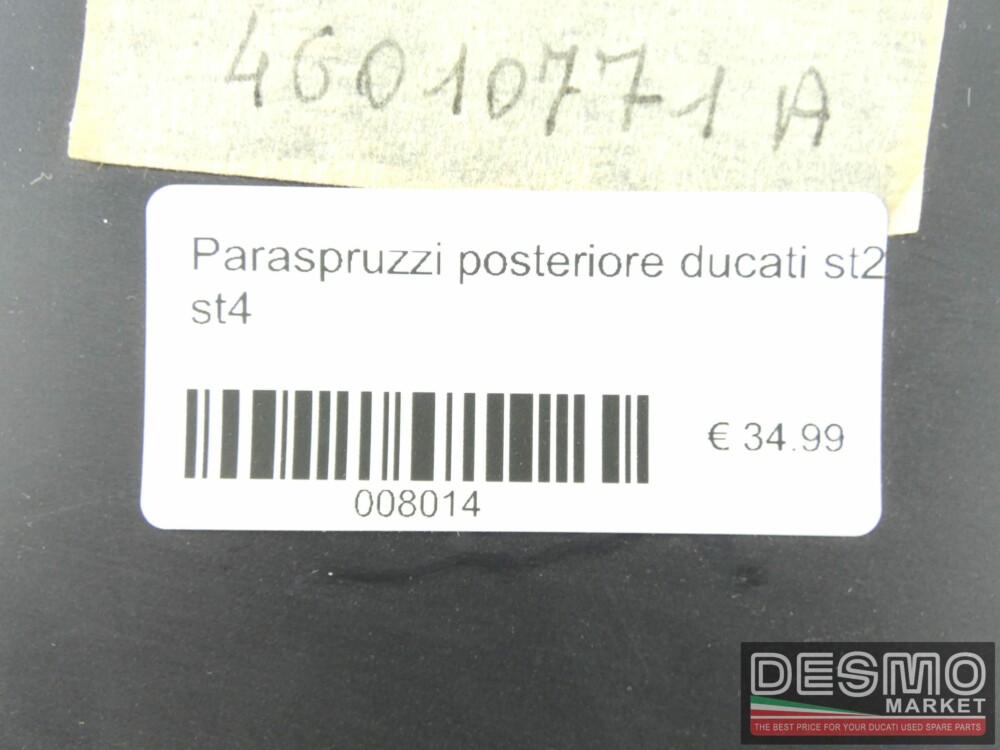 46010771A
Paraspruzzi posteriore ducati st2
st4
€ 34.99
008014
DESMO
MARKET
THE BEST PRICE FOR YOUR DUCATI USED SPARE PARTS